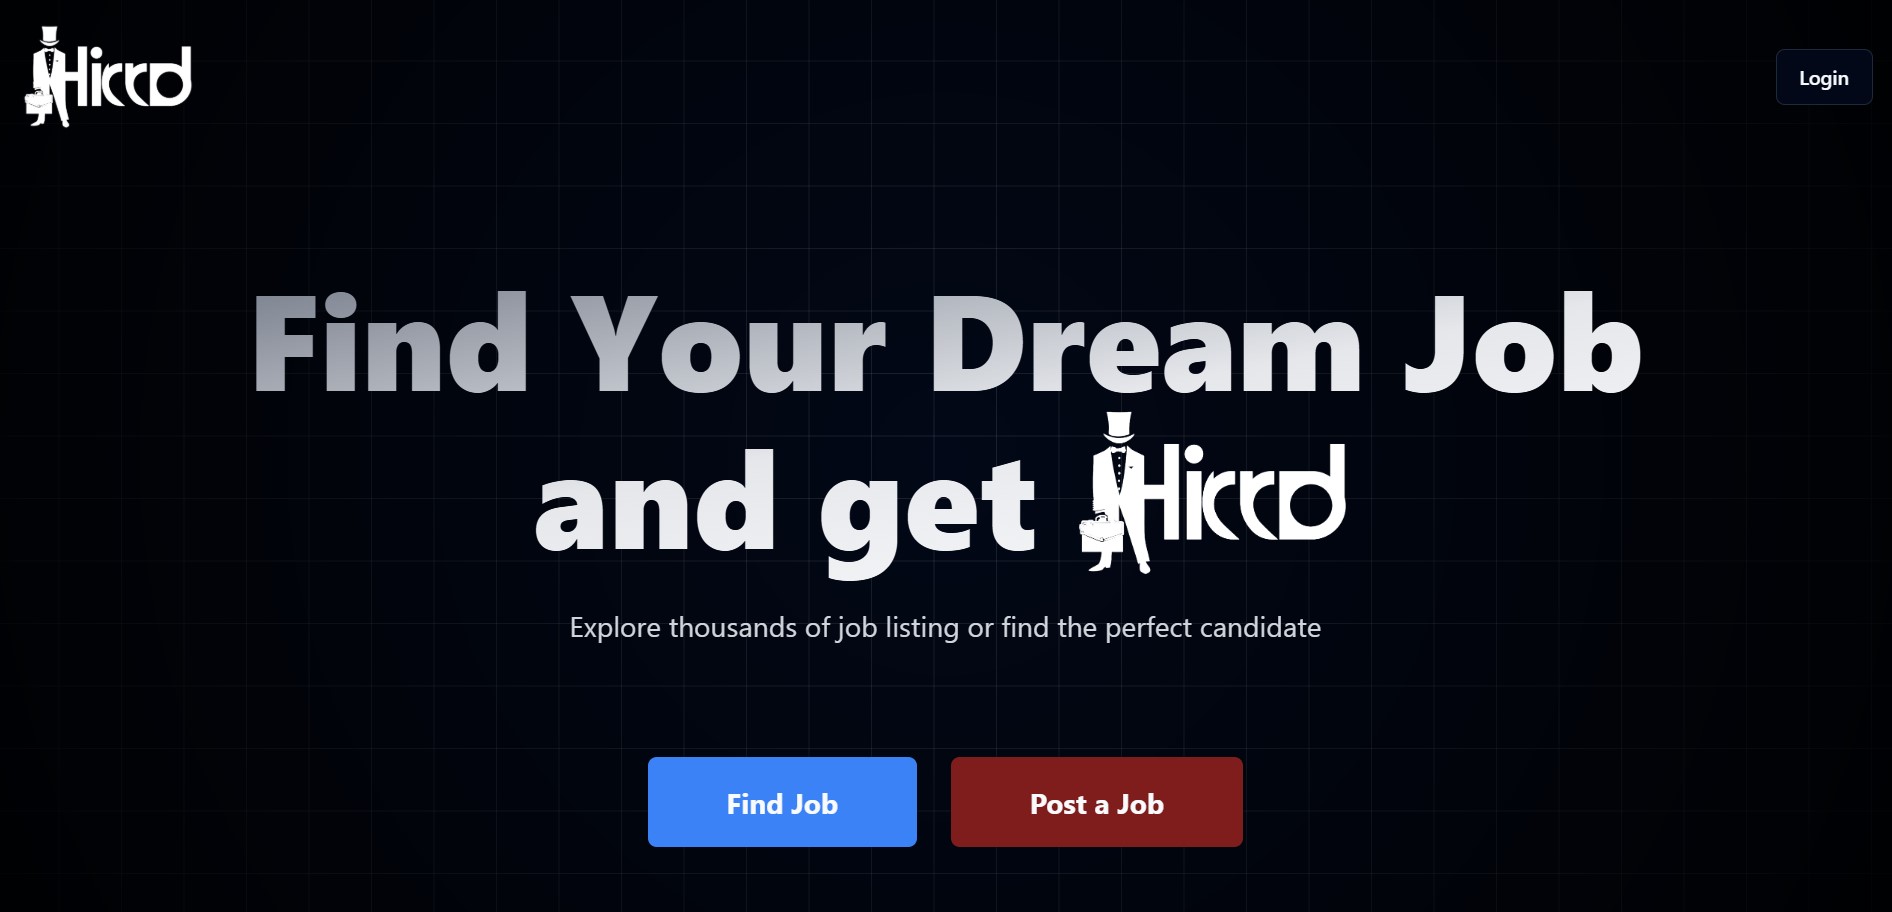 Hirrd
Login
Find Your Dream Job
and get Hirrd
Explore thousands of job listing or find the perfect candidate
Find Job
Post a Job